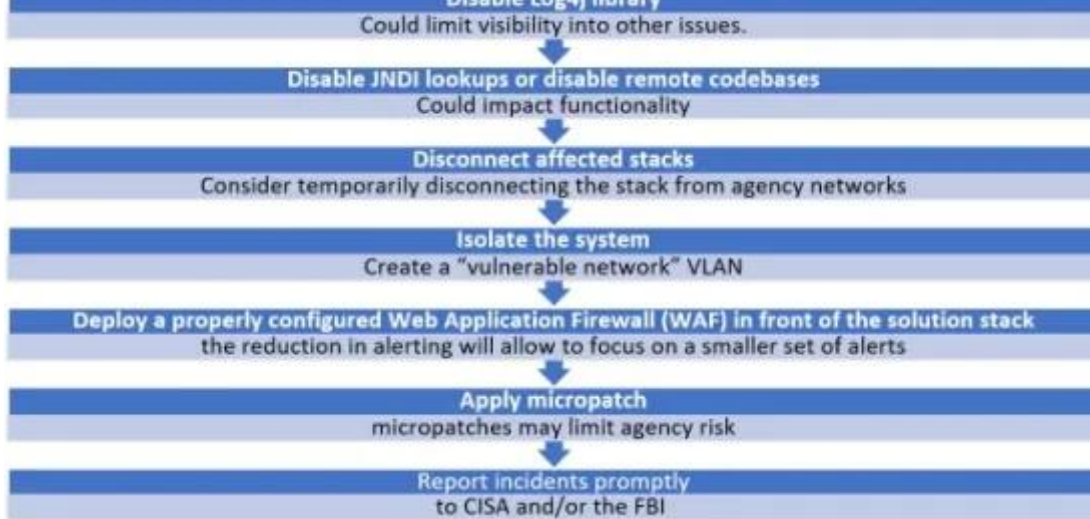 Disable Log4j library
Could limit visibility into other issues.
Disable JNDI lookups or disable remote codebases
Could impact functionality
Disconnect affected stacks
Consider temporarily disconnecting the stack from agency networks
Isolate the system
Create a “vulnerable network” VLAN
Deploy a properly configured Web Application Firewall (WAF) in front of the solution stack
the reduction in alerting will allow to focus on a smaller set of alerts
Apply micropatch
micropatches may limit agency risk
Report incidents promptly
to CISA and/or the FBI